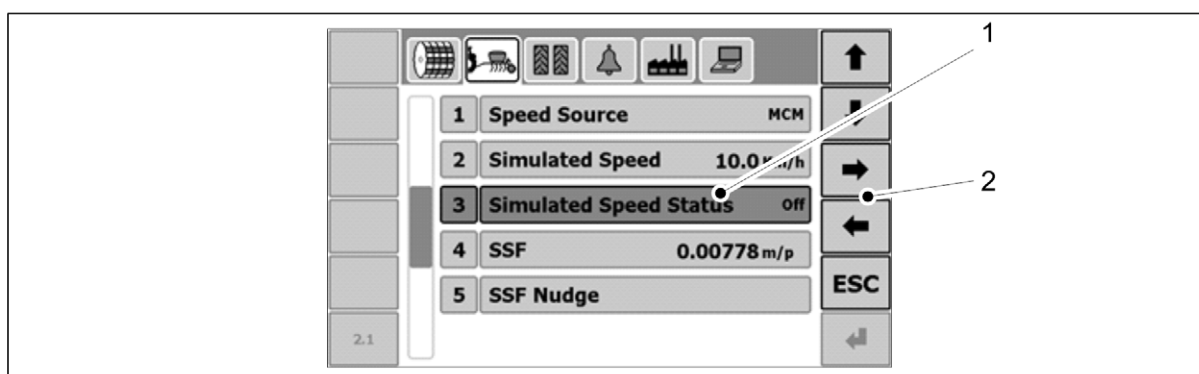 1
1 Speed Source MCM
2 Simulated Speed 10.0 Km/h
2
3 Simulated Speed Status Off
4 SSF 0.00778 m/p
5 SSF Nudge
ESC
2.1